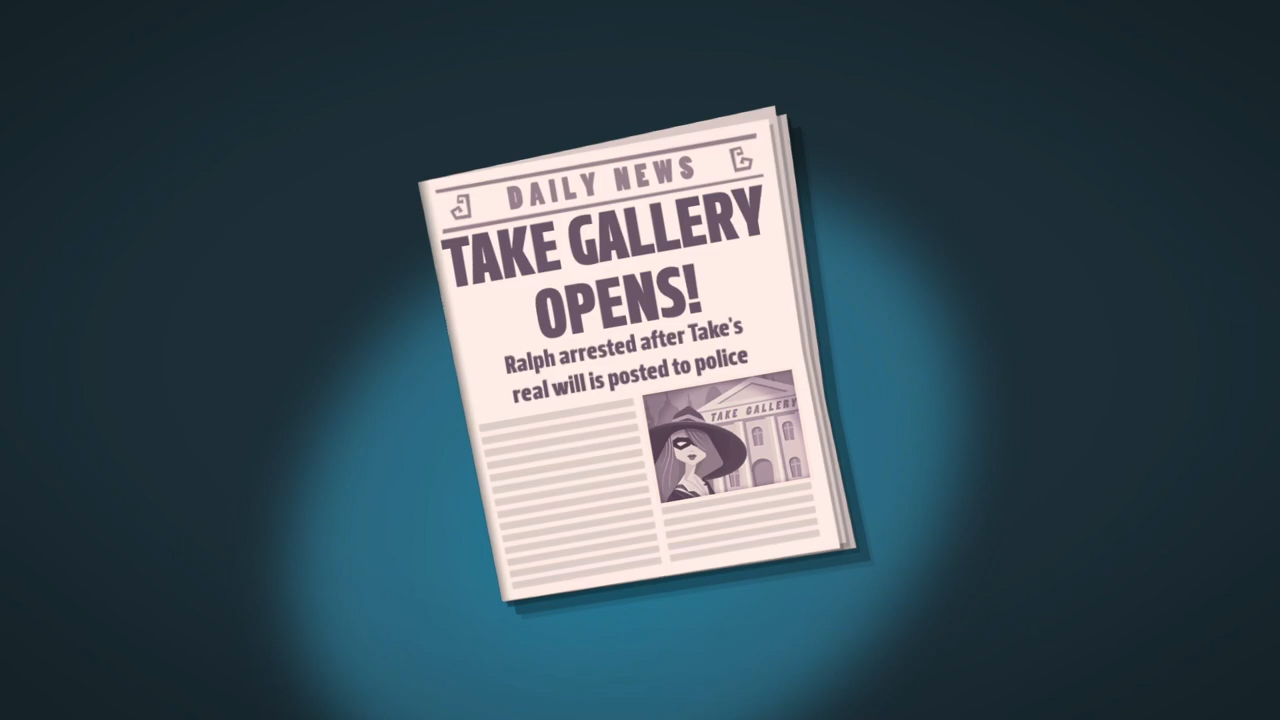 DAILY NEWS
TAKE GALLERY
OPENS!
Ralph arrested after Take's
real will is posted to police
TAKE GALLERY